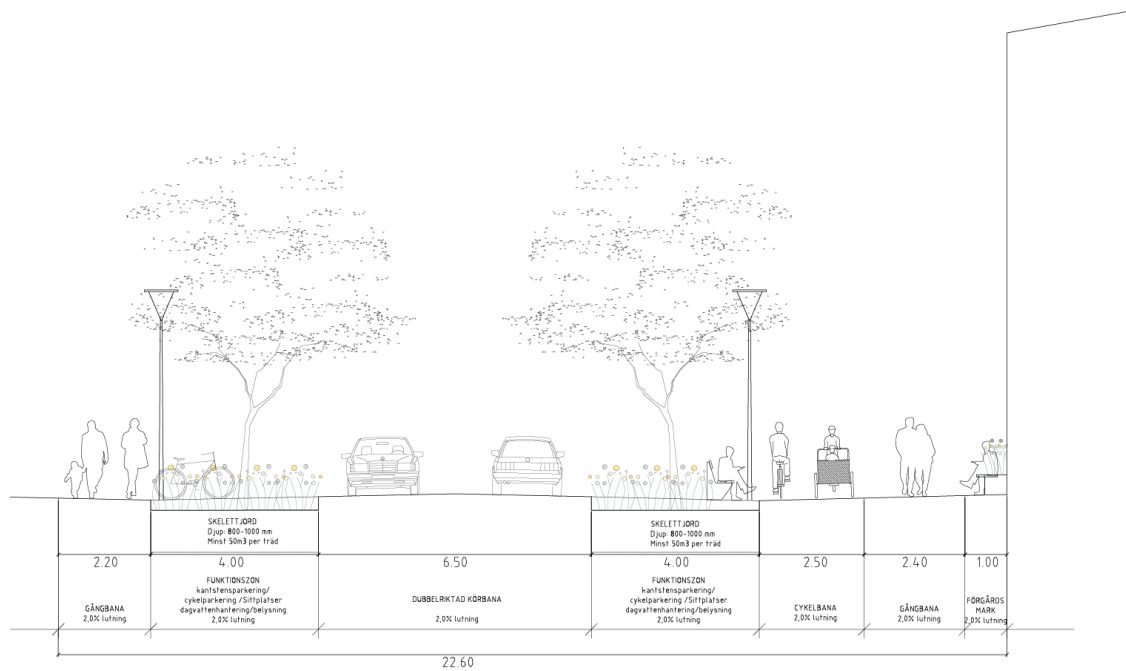 SKELETTJORD
Djup: 800-1000 mm
Minst 50m3 per träd
SKELETTJORD
Djup: 800-1000 mm
Minst 50m3 per träd
2.20
4.00
6.50
4.00
2.50
2.40
1.00
GÅNGBANA
2,0% lutning
FUNKTIONSZON
kantstensparkering/
cykelparkering /Sittplatser
dagvattenhantering/belysning
2,0% lutning
DUBBELRIKTAD KÖRBANA
2,0% lutning
FUNKTIONSZON
kantstensparkering/
cykelparkering /Sittplatser
dagvattenhantering/belysning
2,0% lutning
CYKELBANA
2,0% lutning
GÅNGBANA
2,0% lutning
FÖRGÅRDS
MARK
2,0% lutning
22.60